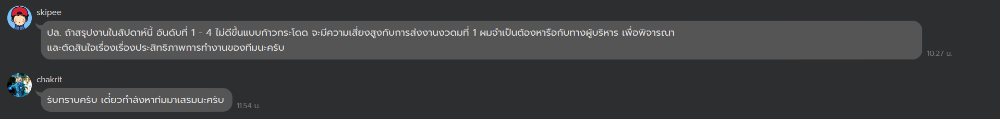 skipee
ปล. ถ้าสรุปงานในสัปดาห์นี้ อันดับที่ 1 - 4 ไม่ดีขึ้นแบบก้าวกระโดด จะมีความเสี่ยงสูงกับการส่งงานงวดมที่ 1 ผมจำเป็นต้องหารือกับทางผู้บริหาร เพื่อพิจารณา
และตัดสินใจเรื่องเรื่องประสิทธิภาพการทำงานของทีมนะครับ
10.27 น.
chakrit
รับทราบครับ เดี๋ยวกำลังหาทีมมาเสริมนะครับ
11.54 น.